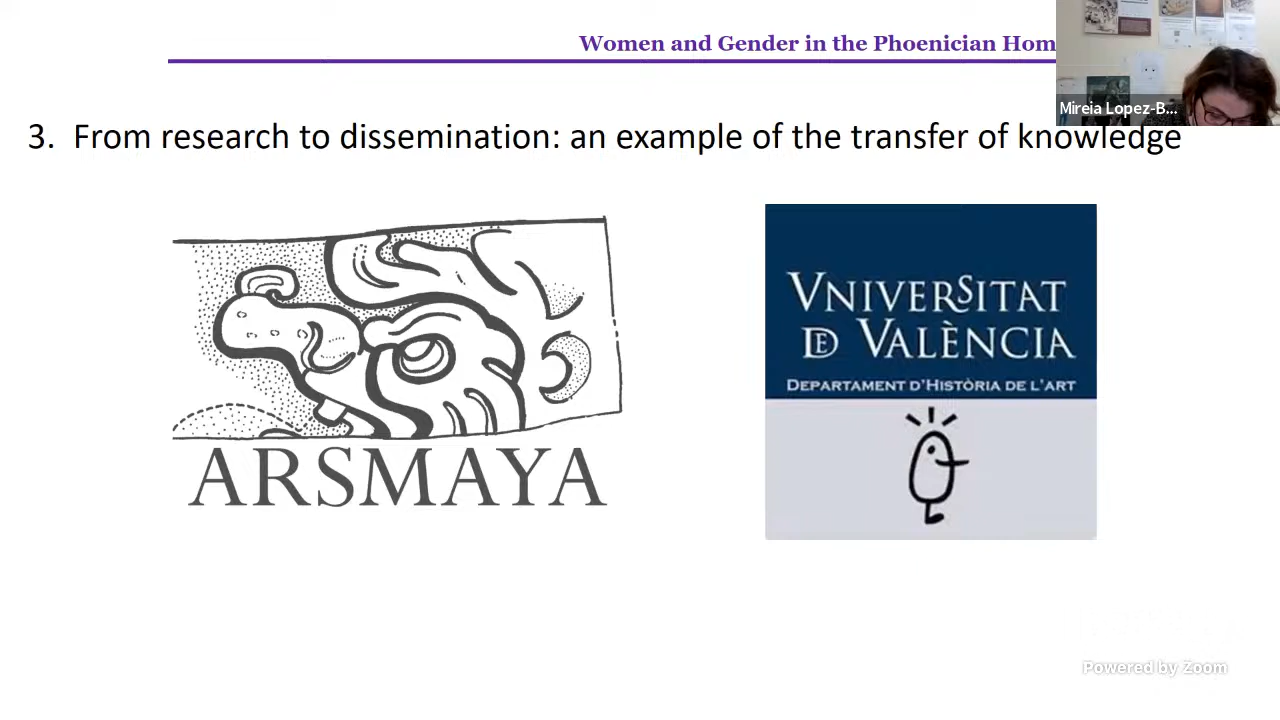 Women and Gender in the Phoenician Hom
Mireia Lopez-B...
3. From research to dissemination: an example of the transfer of knowledge
VNIVERSITAT
DE VALÈNCIA
DEPARTAMENT D'HISTÒRIA DE L'ART
ARSMAYA
Powered by Zoom